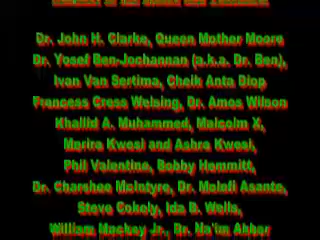 Dr. John H. Clarke, Queen Mother Moore
Dr. Yosef Ben-Jochannan (a.k.a. Dr. Ben),
Ivan Van Sertima, Cheik Anta Diop
Francess Cress Welsing, Dr. Amos Wilson
Khallid A. Muhammed, Malcolm X,
Merira Kwesi and Ashra Kwesi,
Phil Valentine, Bobby Hemmitt,
Dr. Charshee McIntyre, Dr. Molefi Asante,
Steve Cokely, Ida B. Wells,
William Mackey Jr., Dr. Na'im Akbar